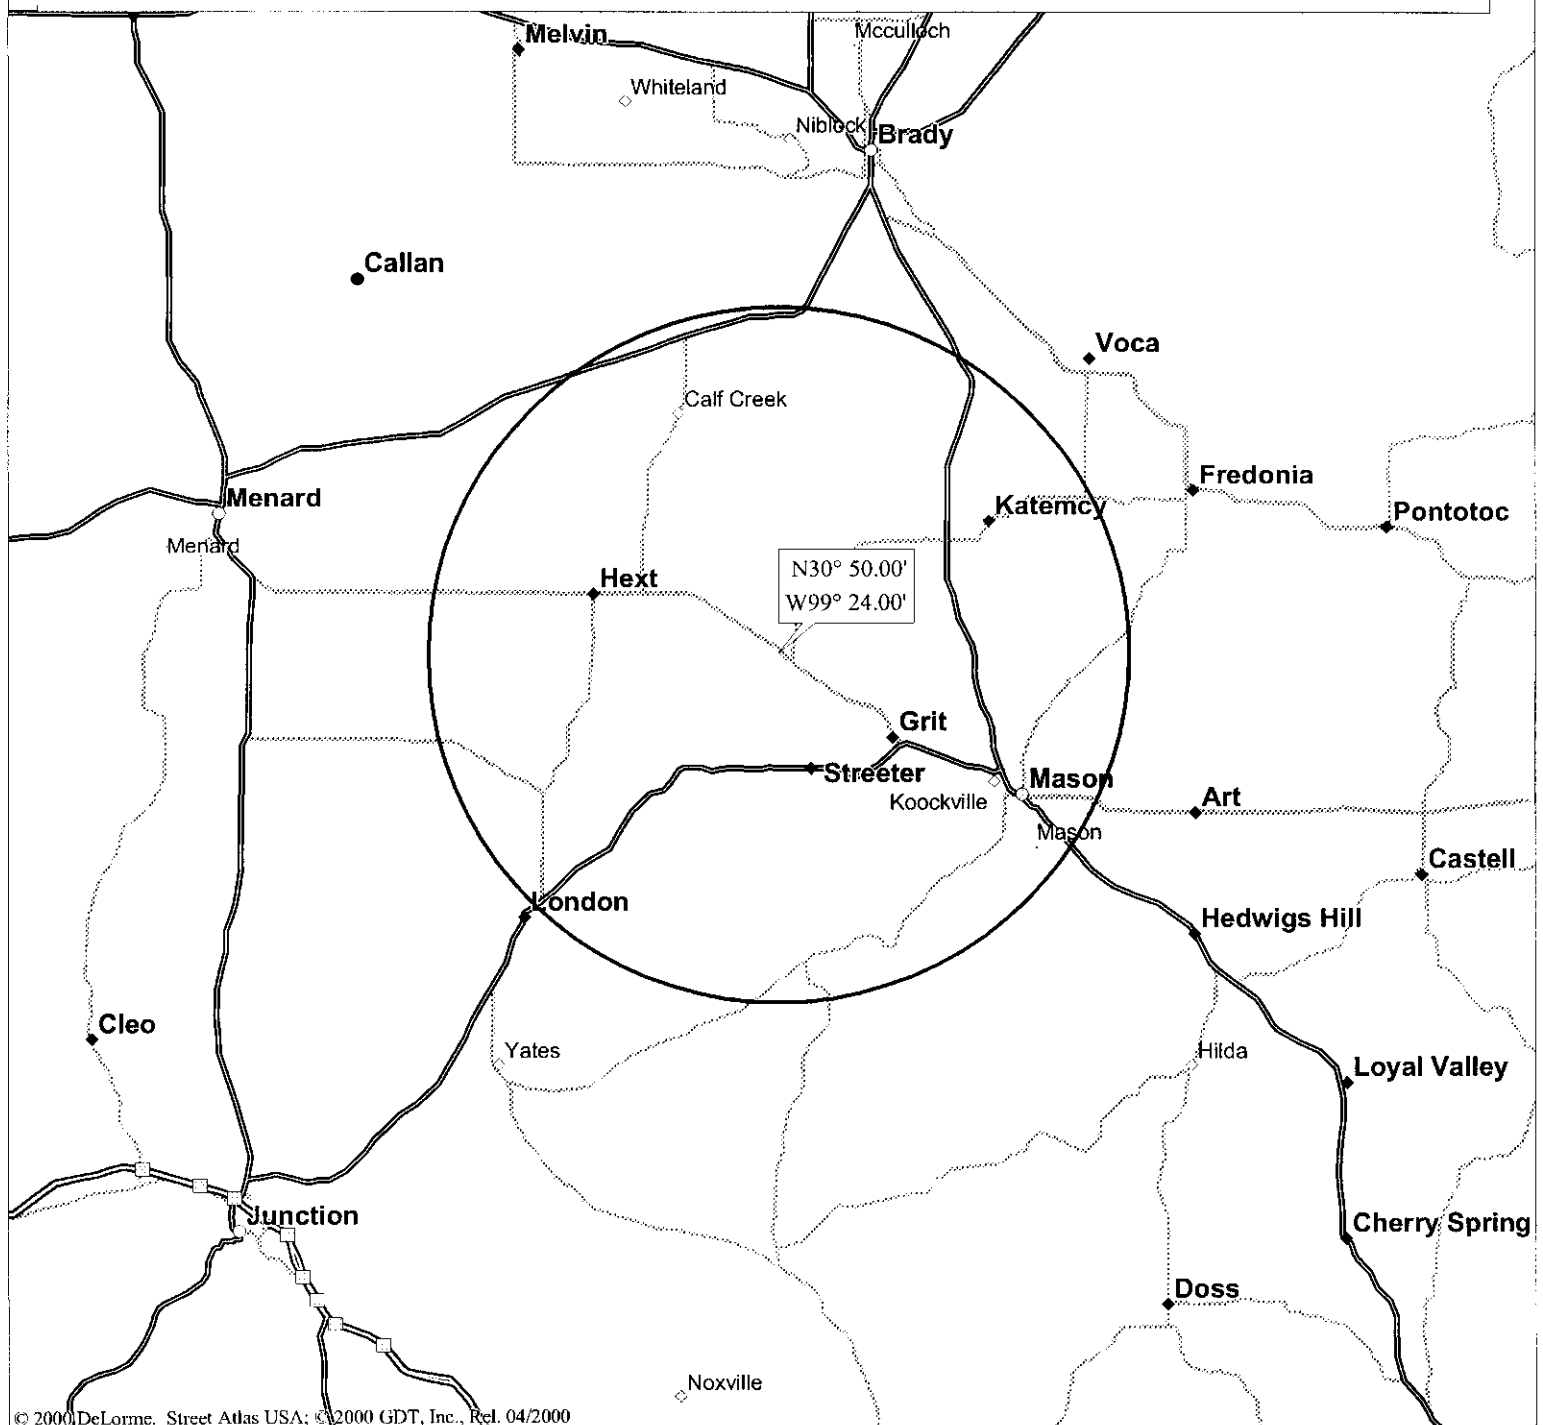 Melvin
Mcculloch
Whiteland
Niblock
Brady
Callan
Voca
Calf Creek
Fredonia
Menard
Katemcy
Pontotoc
Menard
N30° 50.00'
W99° 24.00'
Hext
Grit
Streeter
Mason
Koockville
Art
Mason
Castell
London
Hedwigs Hill
Cleo
Yates
Hilda
Loyal Valley
Junction
Cherry Spring
Doss
Noxville
© 2000 DeLorme. Street Atlas USA; © 2000 GDT, Inc., Rel. 04/2000